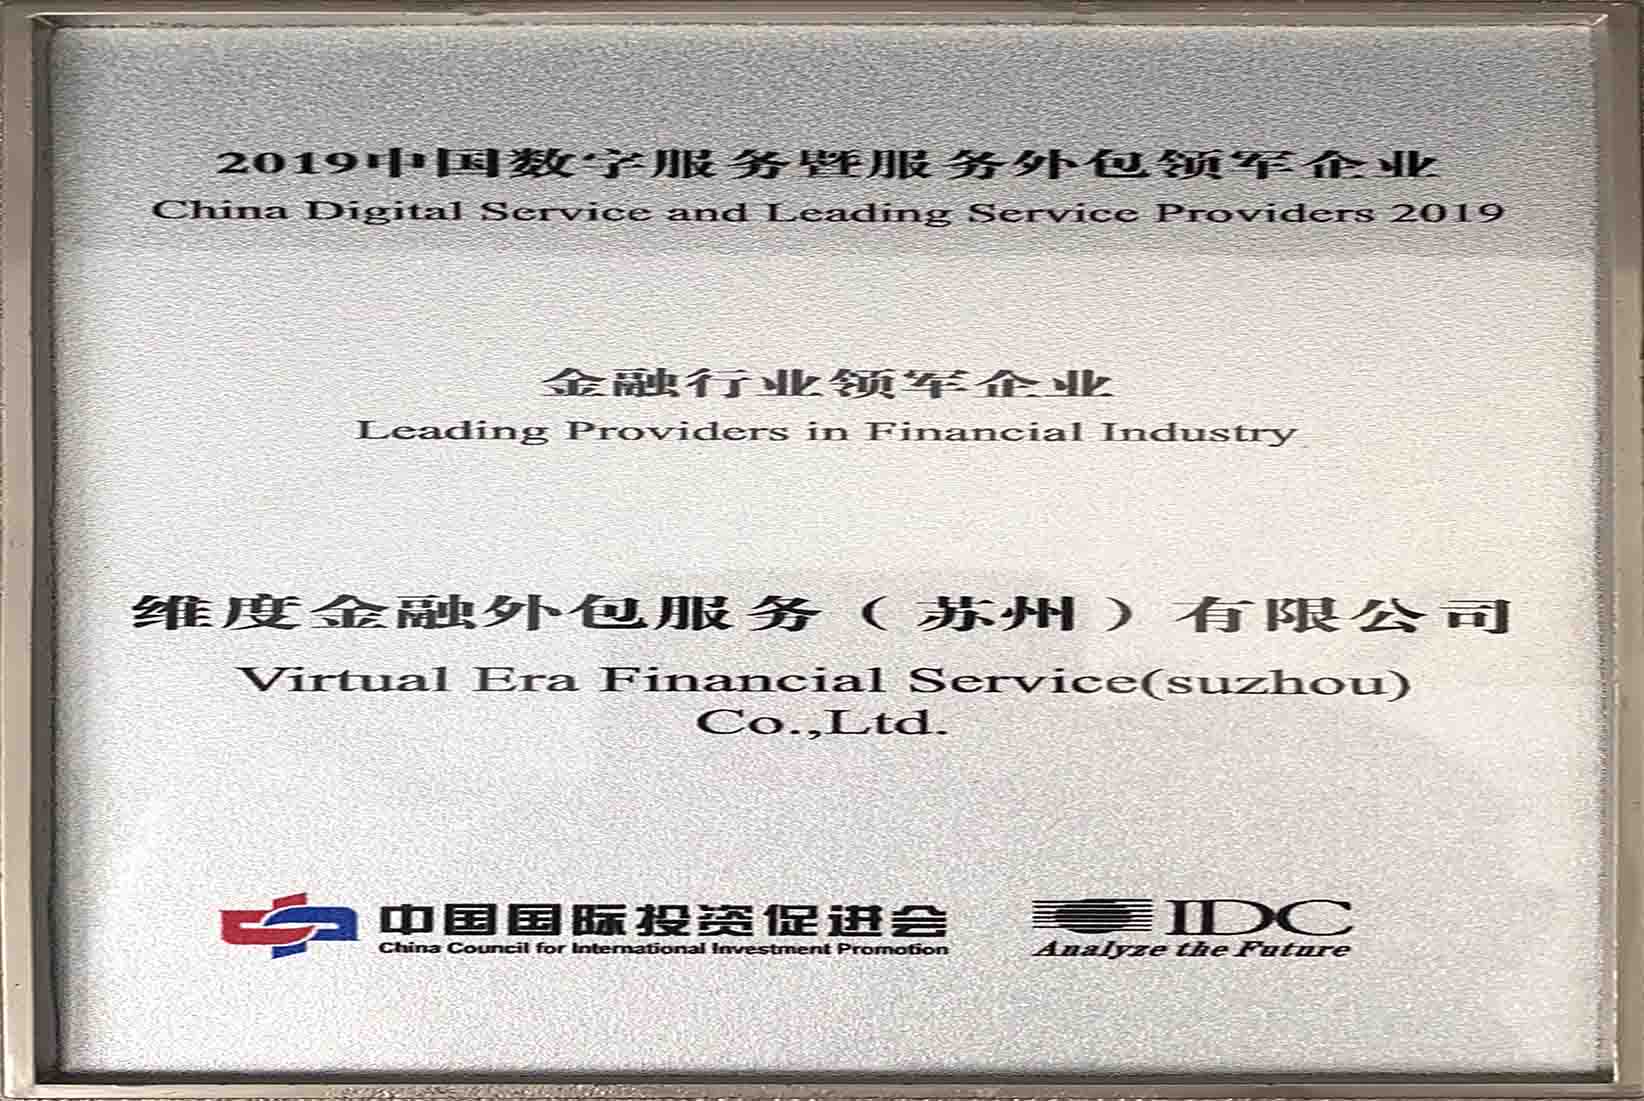 2019中国数字服务暨服务外包领军企业
China Digital Service and Leading Service Providers 2019
金融行业领军企业
Leading Providers in Financial Industry
维度金融外包服务（苏州）有限公司
Virtual Era Financial Service(suzhou)
Co.,Ltd.
中国国际投资促进会
China Council for International Investment Promotion
IDC
Analyze the Future